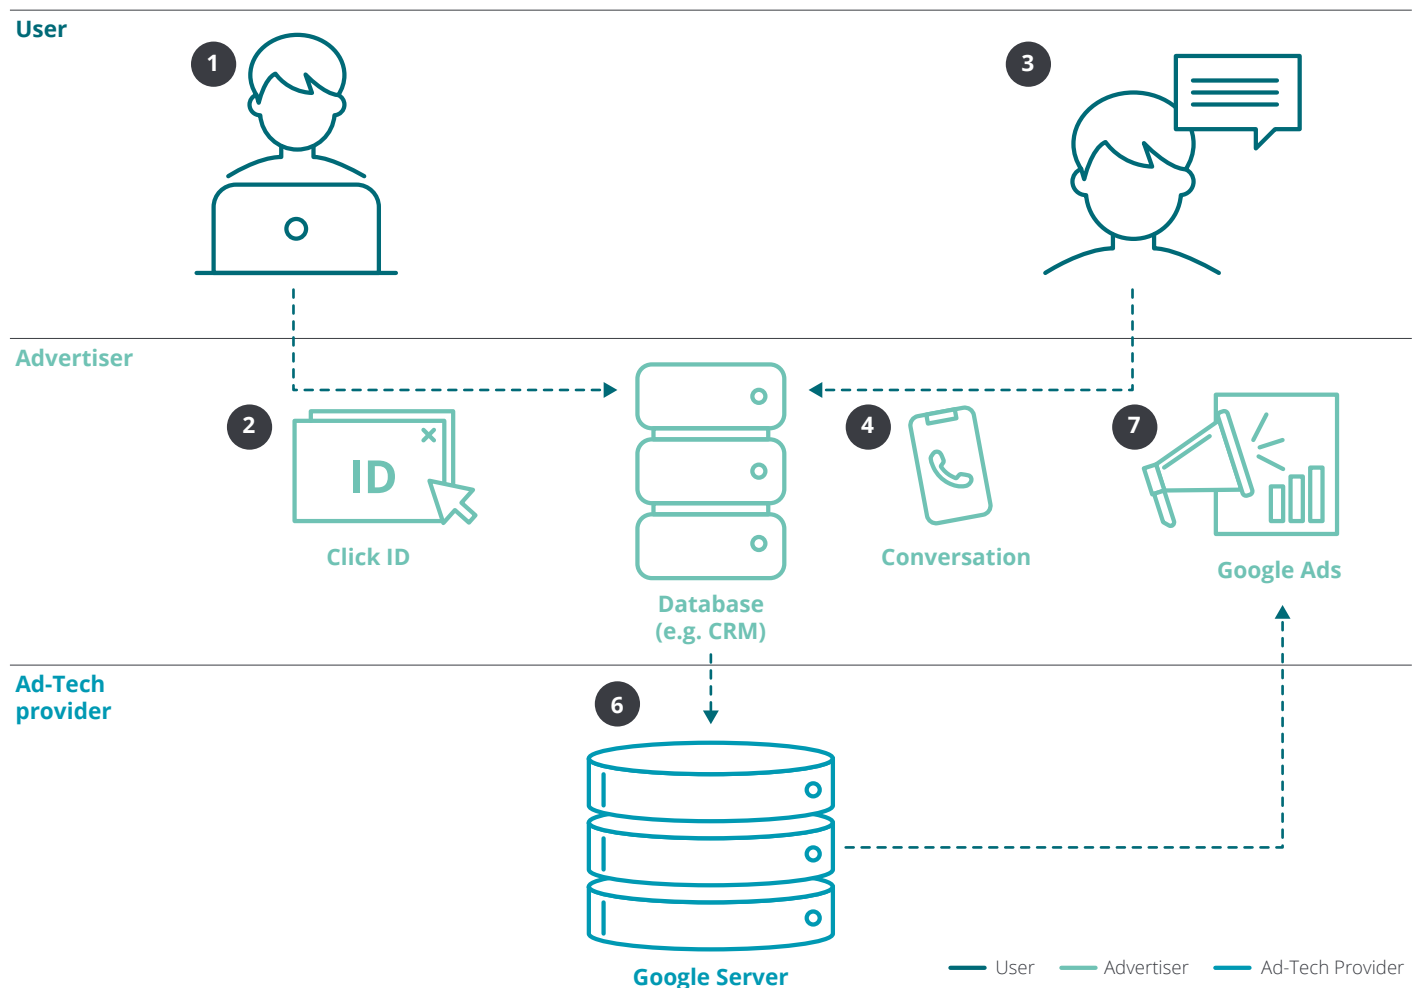 User
1
3
Advertiser
2
ID
Click ID
Database
(e.g. CRM)
4
Conversation
7
Google Ads
Ad-Tech
provider
6
Google Server
User
Advertiser
Ad-Tech Provider